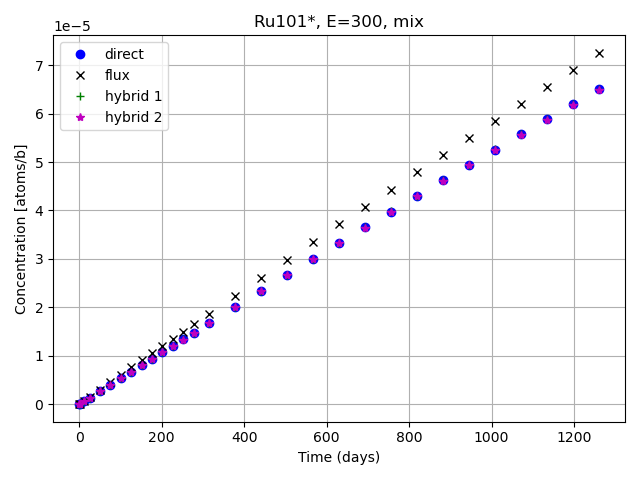 Ru101*, E=300, mix
1e−5
direct
flux
hybrid 1
hybrid 2
7
6
5
4
3
2
1
0
Concentration [atoms/b]
0 200 400 600 800 1000 1200
Time (days)